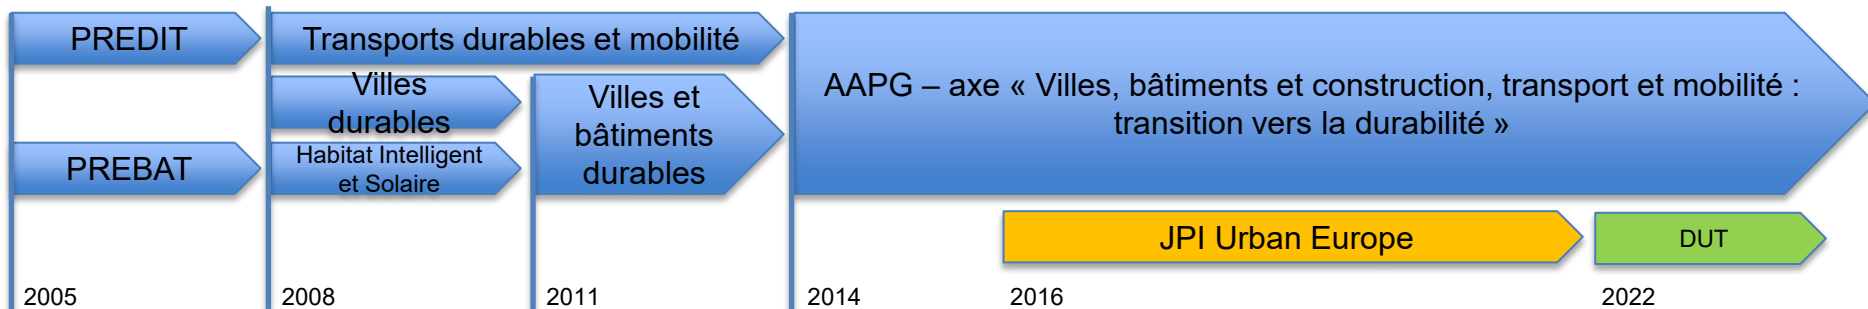 PREDIT
Transports durables et mobilité
Villes
durables
Villes et
bâtiments
durables
AAPG – axe « Villes, bâtiments et construction, transport et mobilité :
transition vers la durabilité »
PREBAT
Habitat Intelligent
et Solaire
JPI Urban Europe
DUT
2005
2008
2011
2014
2016
2022